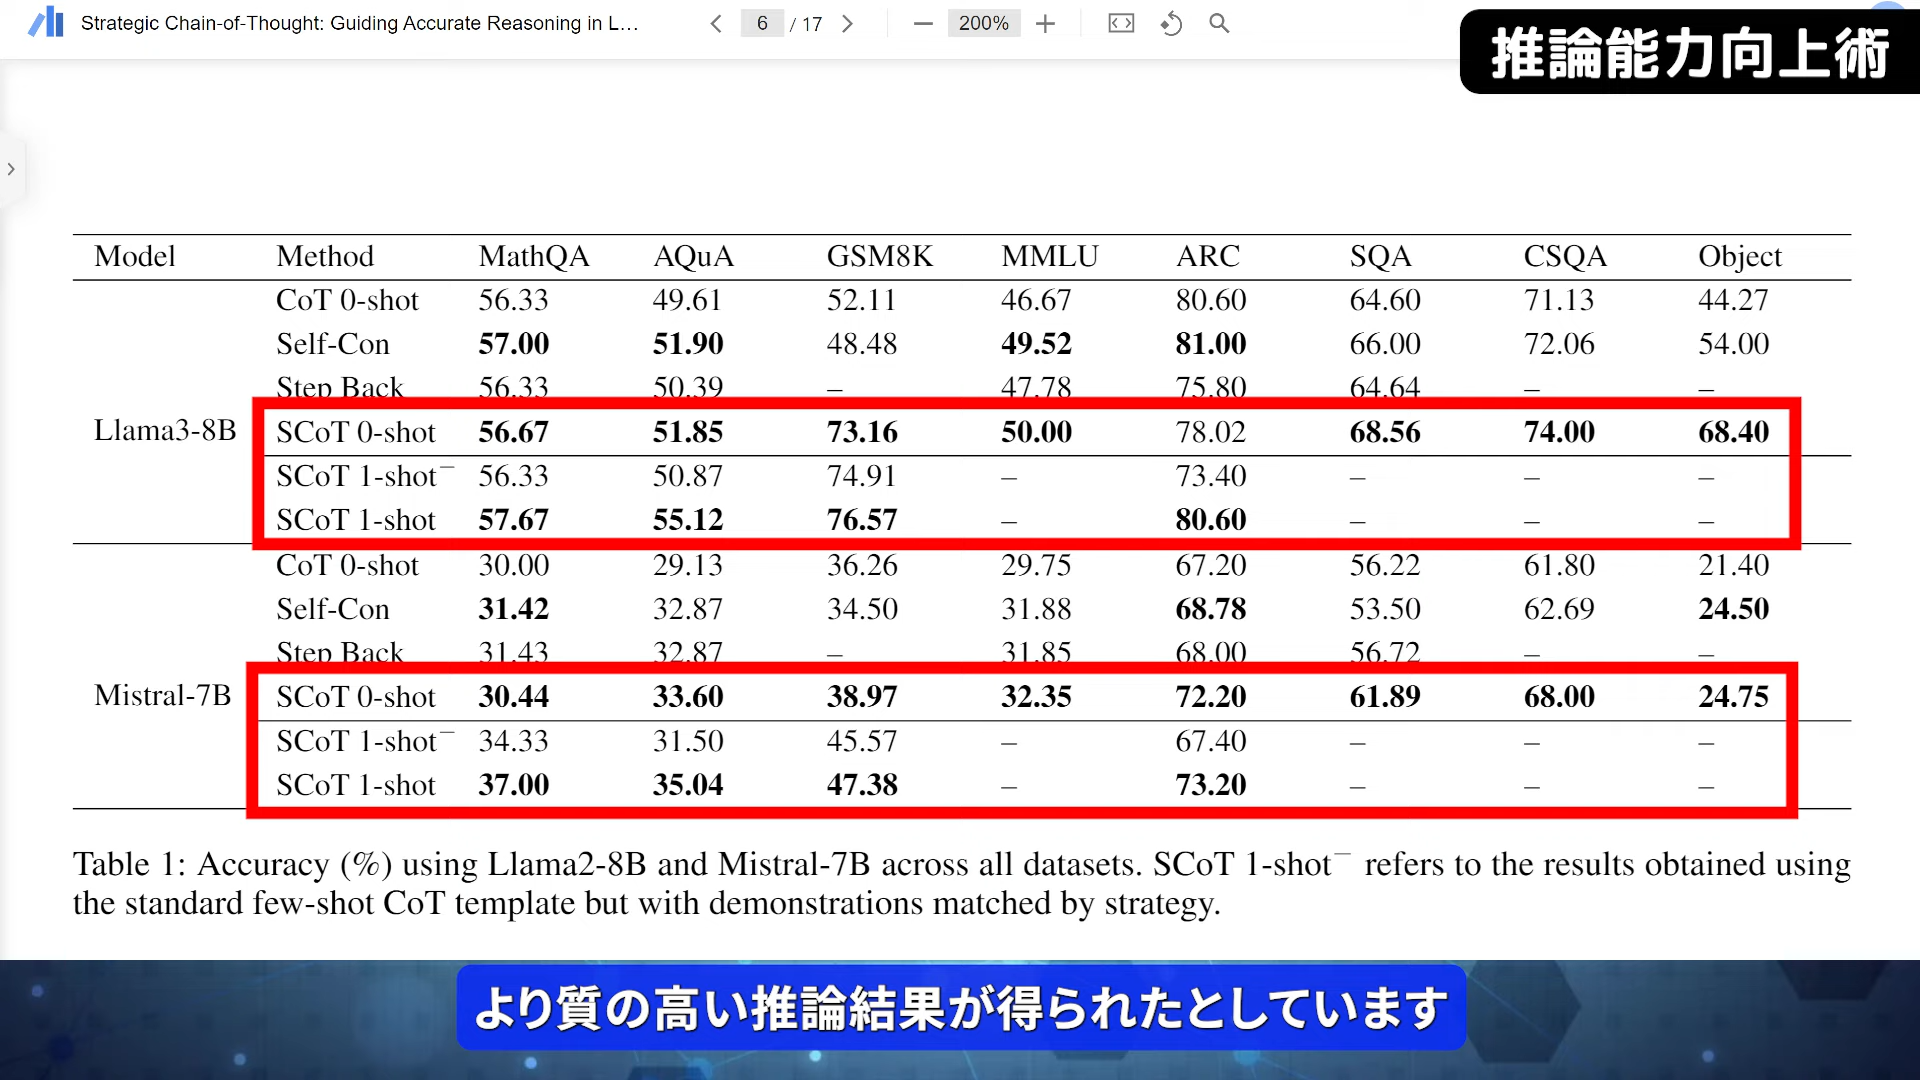 Strategic Chain-of-Thought: Guiding Accurate Reasoning in L...
6 / 17
200%
推論能力向上術
Model Method MathQA AQuA GSM8K MMLU ARC SQA CSQA Object
CoT 0-shot 56.33 49.61 52.11 46.67 80.60 64.60 71.13 44.27
Self-Con 57.00 51.90 48.48 49.52 81.00 66.00 72.06 54.00
Step Back 56.33 50.39 – 47.78 75.80 64.64 – –
Llama3-8B SCoT 0-shot 56.67 51.85 73.16 50.00 78.02 68.56 74.00 68.40
SCoT 1-shot⁻ 56.33 50.87 74.91 – 73.40 – – –
SCoT 1-shot 57.67 55.12 76.57 – 80.60 – – –
CoT 0-shot 30.00 29.13 36.26 29.75 67.20 56.22 61.80 21.40
Self-Con 31.42 32.87 34.50 31.88 68.78 53.50 62.69 24.50
Step Back 31.43 32.87 – 31.85 68.00 56.72 – –
Mistral-7B SCoT 0-shot 30.44 33.60 38.97 32.35 72.20 61.89 68.00 24.75
SCoT 1-shot⁻ 34.33 31.50 45.57 – 67.40 – – –
SCoT 1-shot 37.00 35.04 47.38 – 73.20 – – –
Table 1: Accuracy (%) using Llama2-8B and Mistral-7B across all datasets. SCoT 1-shot⁻ refers to the results obtained using
the standard few-shot CoT template but with demonstrations matched by strategy.
より質の高い推論結果が得られたとしています